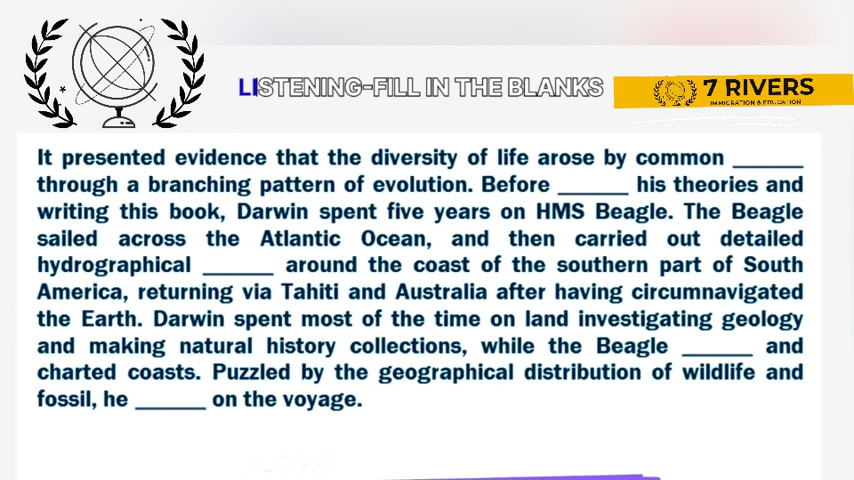 LISTENING-FILL IN THE BLANKS
7 RIVERS
IMMIGRATION & EDUCATION
It presented evidence that the diversity of life arose by common ______
through a branching pattern of evolution. Before ______ his theories and
writing this book, Darwin spent five years on HMS Beagle. The Beagle
sailed across the Atlantic Ocean, and then carried out detailed
hydrographical ______ around the coast of the southern part of South
America, returning via Tahiti and Australia after having circumnavigated
the Earth. Darwin spent most of the time on land investigating geology
and making natural history collections, while the Beagle ______ and
charted coasts. Puzzled by the geographical distribution of wildlife and
fossil, he ______ on the voyage.